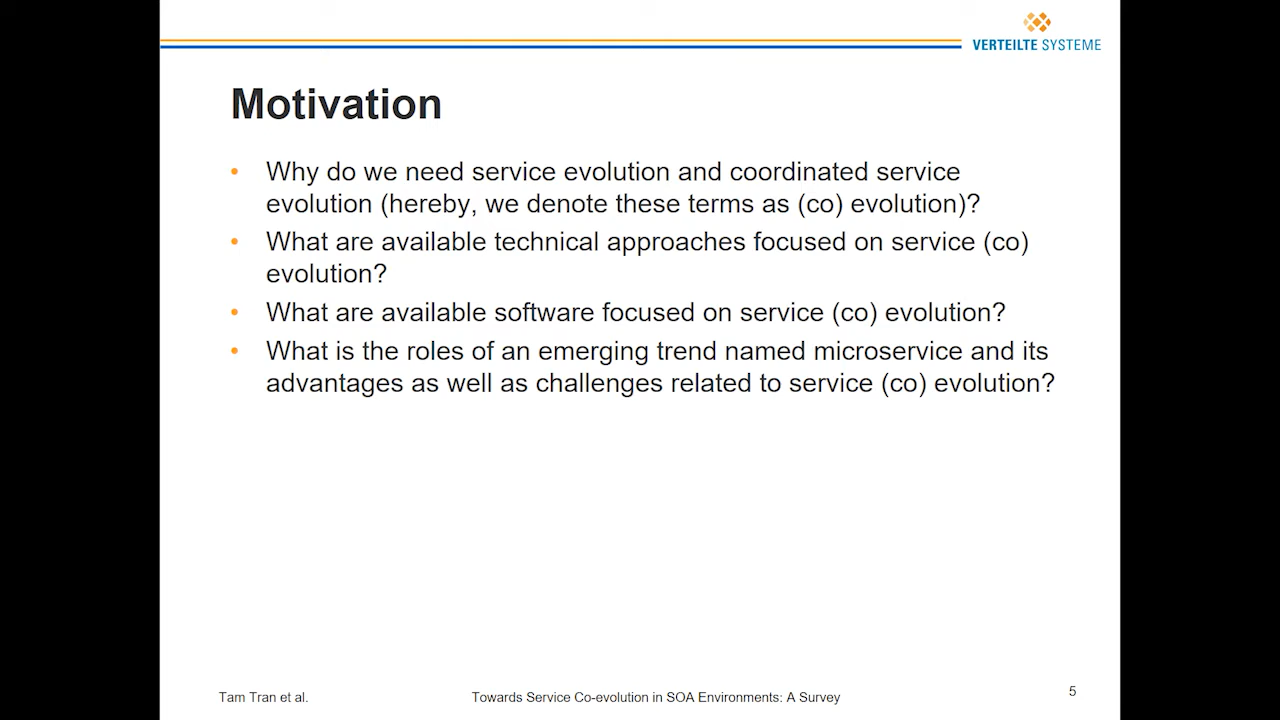 VERTEILTE SYSTEME
Motivation
• Why do we need service evolution and coordinated service
evolution (hereby, we denote these terms as (co) evolution)?
• What are available technical approaches focused on service (co)
evolution?
• What are available software focused on service (co) evolution?
• What is the roles of an emerging trend named microservice and its
advantages as well as challenges related to service (co) evolution?
Tam Tran et al.
Towards Service Co-evolution in SOA Environments: A Survey
5